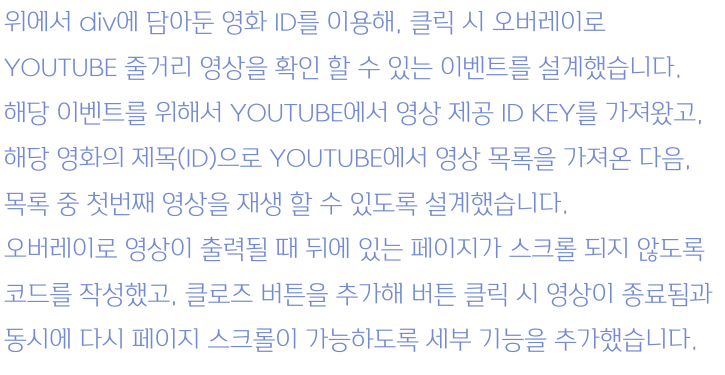 위에서 div에 담아둔 영화 ID를 이용해, 클릭 시 오버레이로
YOUTUBE 줄거리 영상을 확인 할 수 있는 이벤트를 설계했습니다.
해당 이벤트를 위해서 YOUTUBE에서 영상 제공 ID KEY를 가져왔고,
해당 영화의 제목(ID)으로 YOUTUBE에서 영상 목록을 가져온 다음,
목록 중 첫번째 영상을 재생 할 수 있도록 설계했습니다.
오버레이로 영상이 출력될 때 뒤에 있는 페이지가 스크롤 되지 않도록
코드를 작성했고, 클로즈 버튼을 추가해 버튼 클릭 시 영상이 종료됨과
동시에 다시 페이지 스크롤이 가능하도록 세부 기능을 추가했습니다.